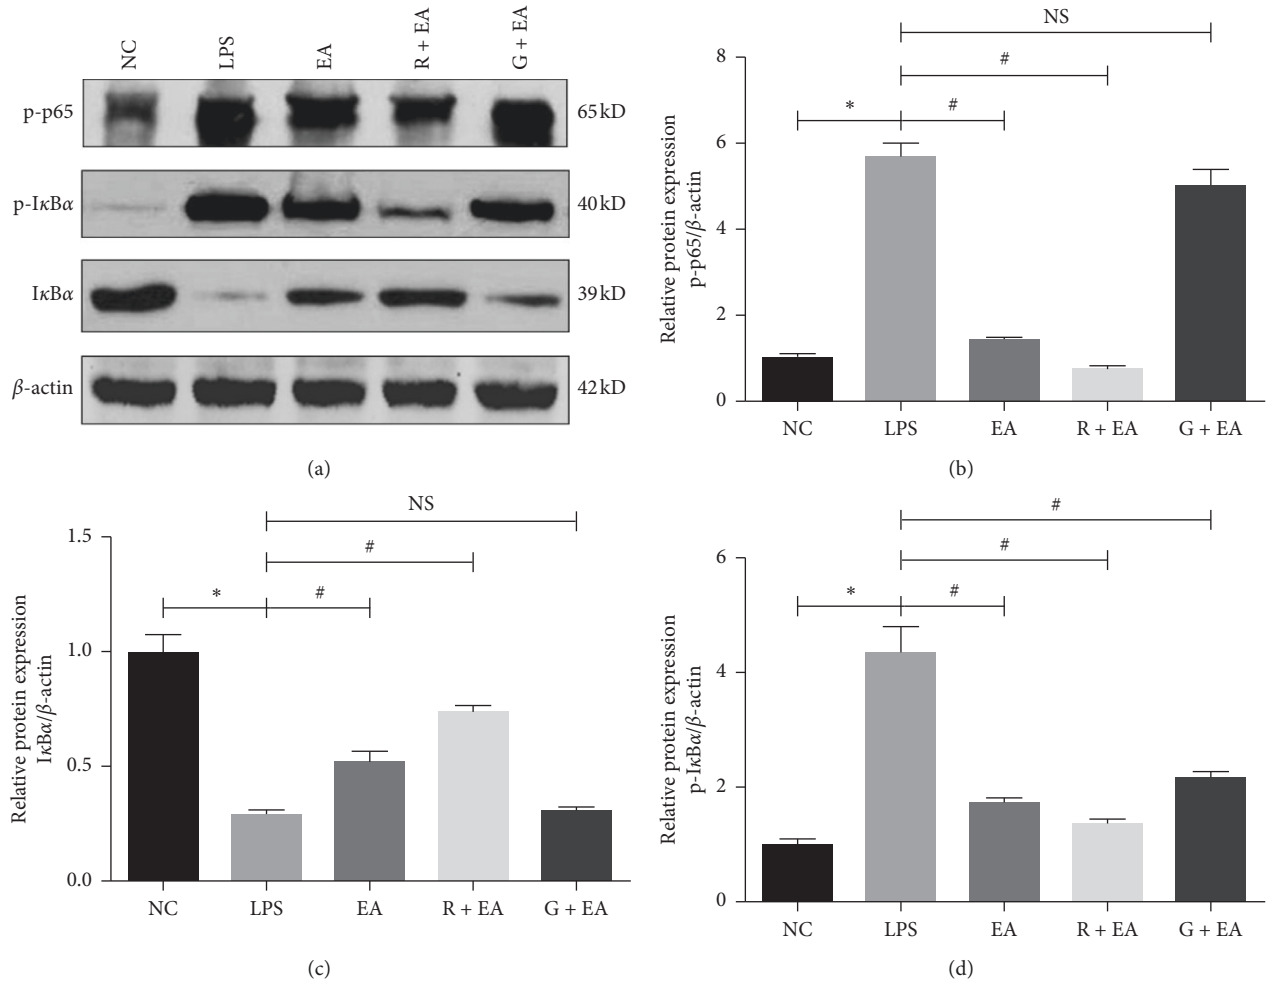 NC
LPS
EA
R + EA
G + EA
p-p65
65 kD
p-IκBα
40 kD
IκBα
39 kD
β-actin
42 kD
(a)
NS
#
* #
Relative protein expression
p-p65/β-actin
8
6
4
2
0
NC LPS EA R + EA G + EA
(b)
NS
#
* #
Relative protein expression
IκBα/β-actin
1.5
1.0
0.5
0.0
NC LPS EA R + EA G + EA
(c)
#
#
* #
Relative protein expression
p-IκBα/β-actin
6
4
2
0
NC LPS EA R + EA G + EA
(d)